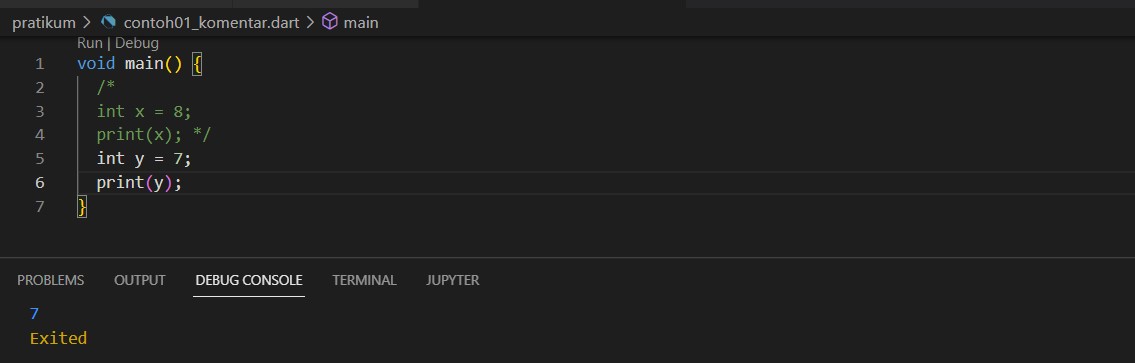 pratikum > contoh01_komentar.dart > main
Run | Debug
1 void main() {
2 /*
3 int x = 8;
4 print(x); */
5 int y = 7;
6 print(y);
7 }
PROBLEMS OUTPUT DEBUG CONSOLE TERMINAL JUPYTER
7
Exited